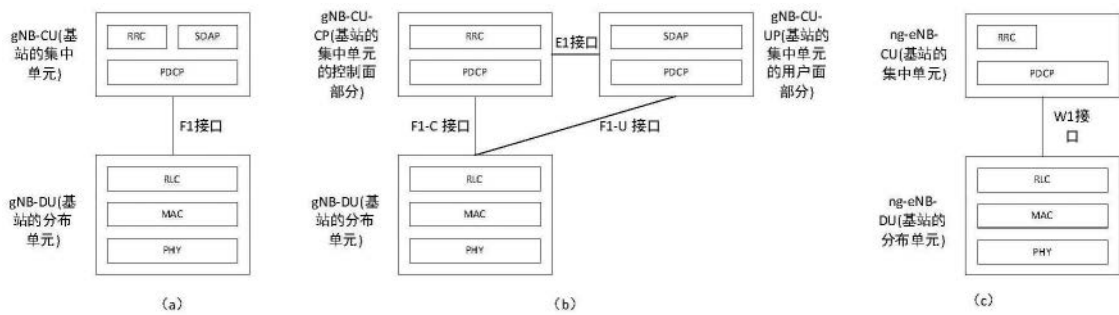 gNB-CU(基
站的集中
单元)
RRC
SDAP
PDCP
F1接口
gNB-DU(基
站的分布
单元)
RLC
MAC
PHY
(a)
gNB-CU-
CP(基站的
集中单元
的控制面
部分)
RRC
PDCP
E1接口
SDAP
PDCP
gNB-CU-
UP(基站的
集中单元
的用户面
部分)
F1-C 接口
F1-U 接口
gNB-DU(基
站的分布
单元)
RLC
MAC
PHY
(b)
ng-eNB-
CU(基站的
集中单元)
RRC
PDCP
W1接
口
ng-eNB-
DU(基站的
分布单元)
RLC
MAC
PHY
(c)